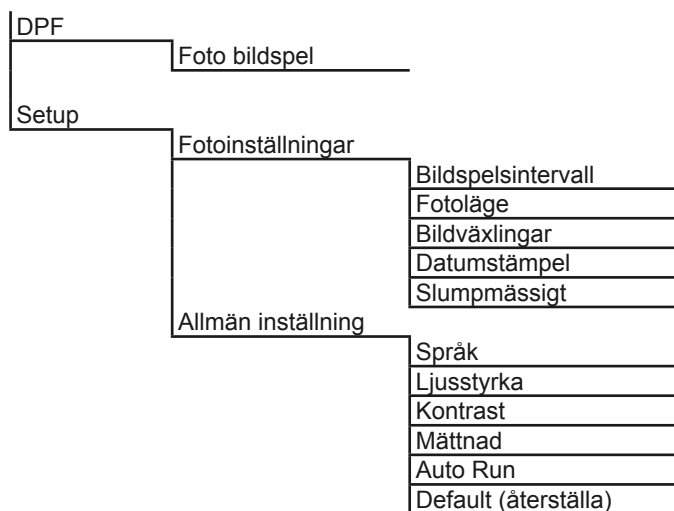 DPF
Foto bildspel
Setup
Fotoinställningar
Bildspelsintervall
Fotoläge
Bildväxlingar
Datumstämpel
Slumpmässigt
Allmän inställning
Språk
Ljusstyrka
Kontrast
Mättnad
Auto Run
Default (återställa)